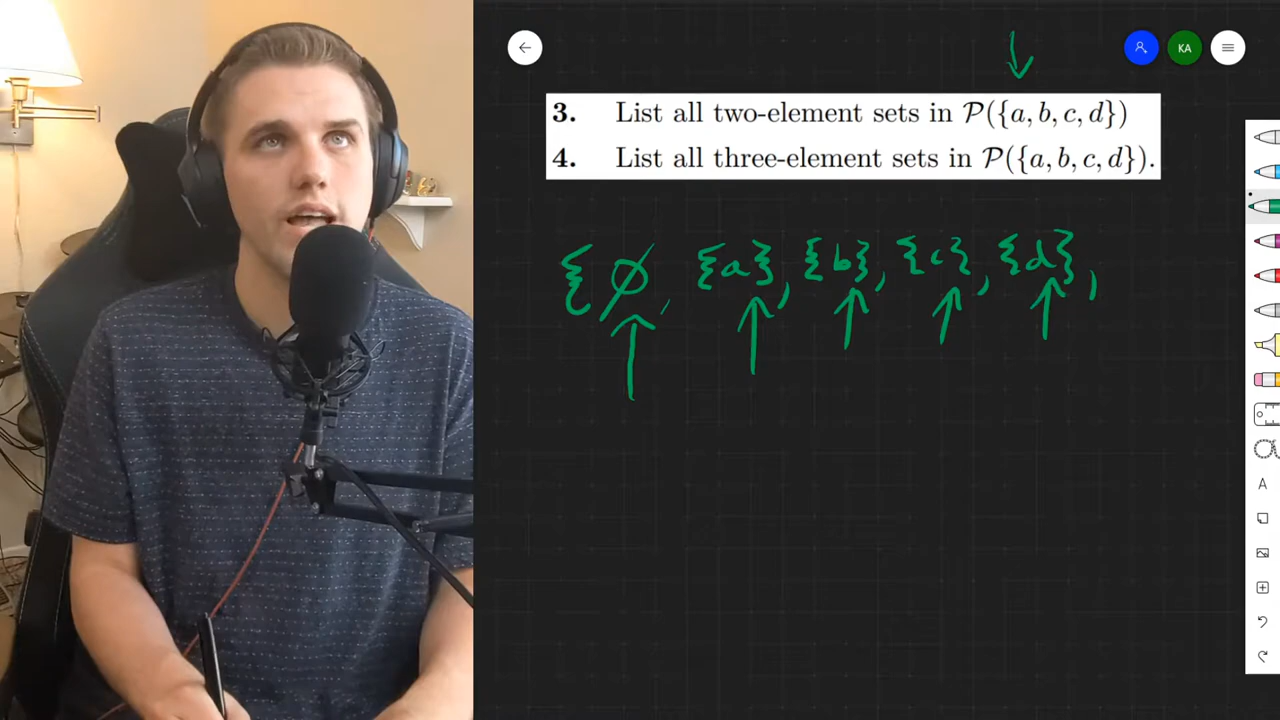 KA
3. List all two-element sets in 𝒫({a, b, c, d})
4. List all three-element sets in 𝒫({a, b, c, d}).
{∅, {a}, {b}, {c}, {d},
A